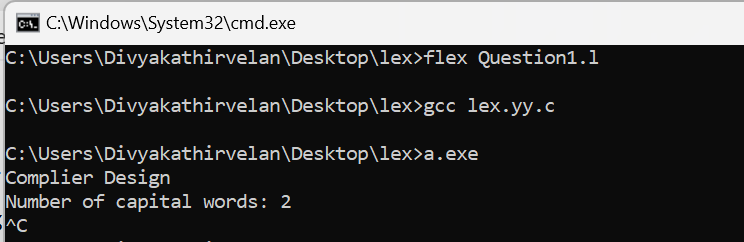 C:\Windows\System32\cmd.exe
C:\Users\Divyakathirvelan\Desktop\lex>flex Question1.l
C:\Users\Divyakathirvelan\Desktop\lex>gcc lex.yy.c
C:\Users\Divyakathirvelan\Desktop\lex>a.exe
Complier Design
Number of capital words: 2
^C